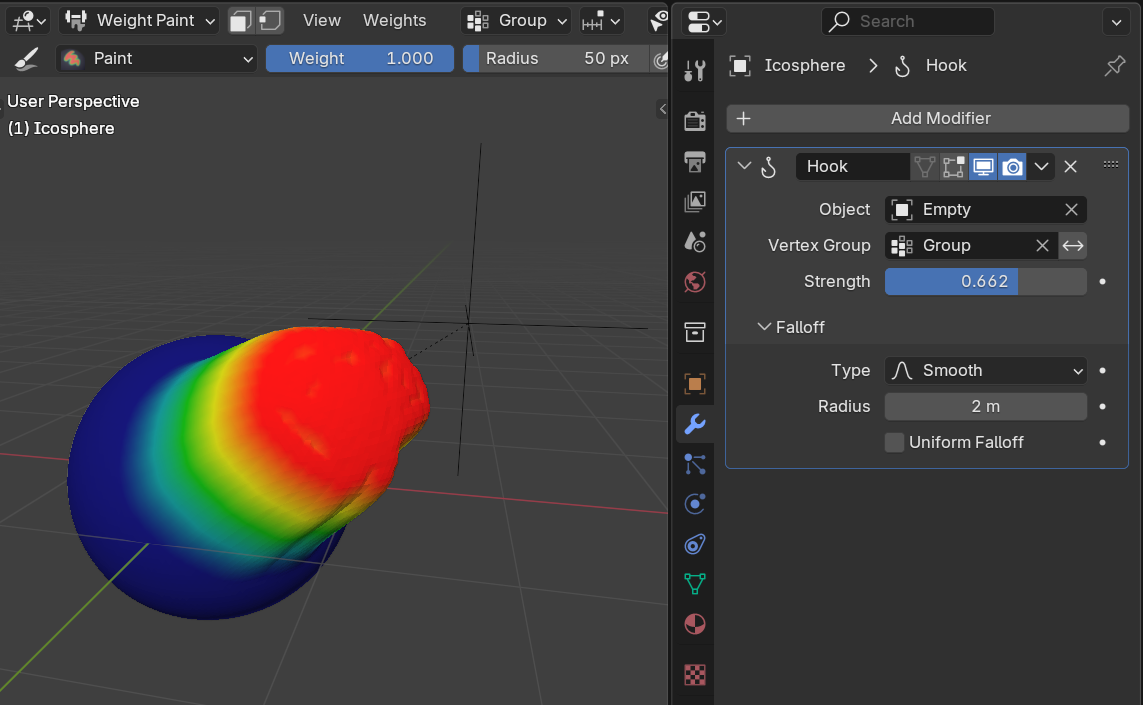 Weight Paint View Weights Group
Paint Weight 1.000 Radius 50 px
User Perspective
(1) Icosphere
Search
Icosphere Hook
Add Modifier
Hook
Object Empty
Vertex Group Group
Strength 0.662
Falloff
Type Smooth
Radius 2 m
Uniform Falloff